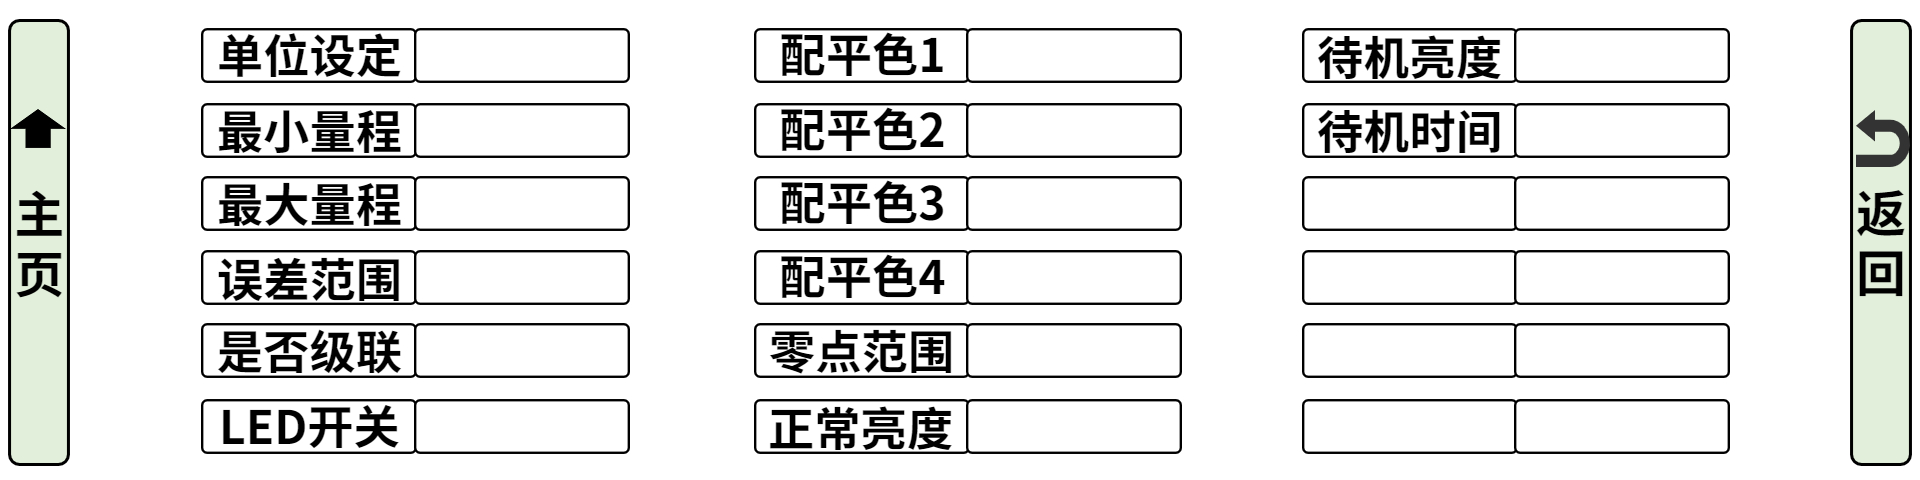 主页
单位设定
最小量程
最大量程
误差范围
是否级联
LED开关
配平色1
配平色2
配平色3
配平色4
零点范围
正常亮度
待机亮度
待机时间
返回